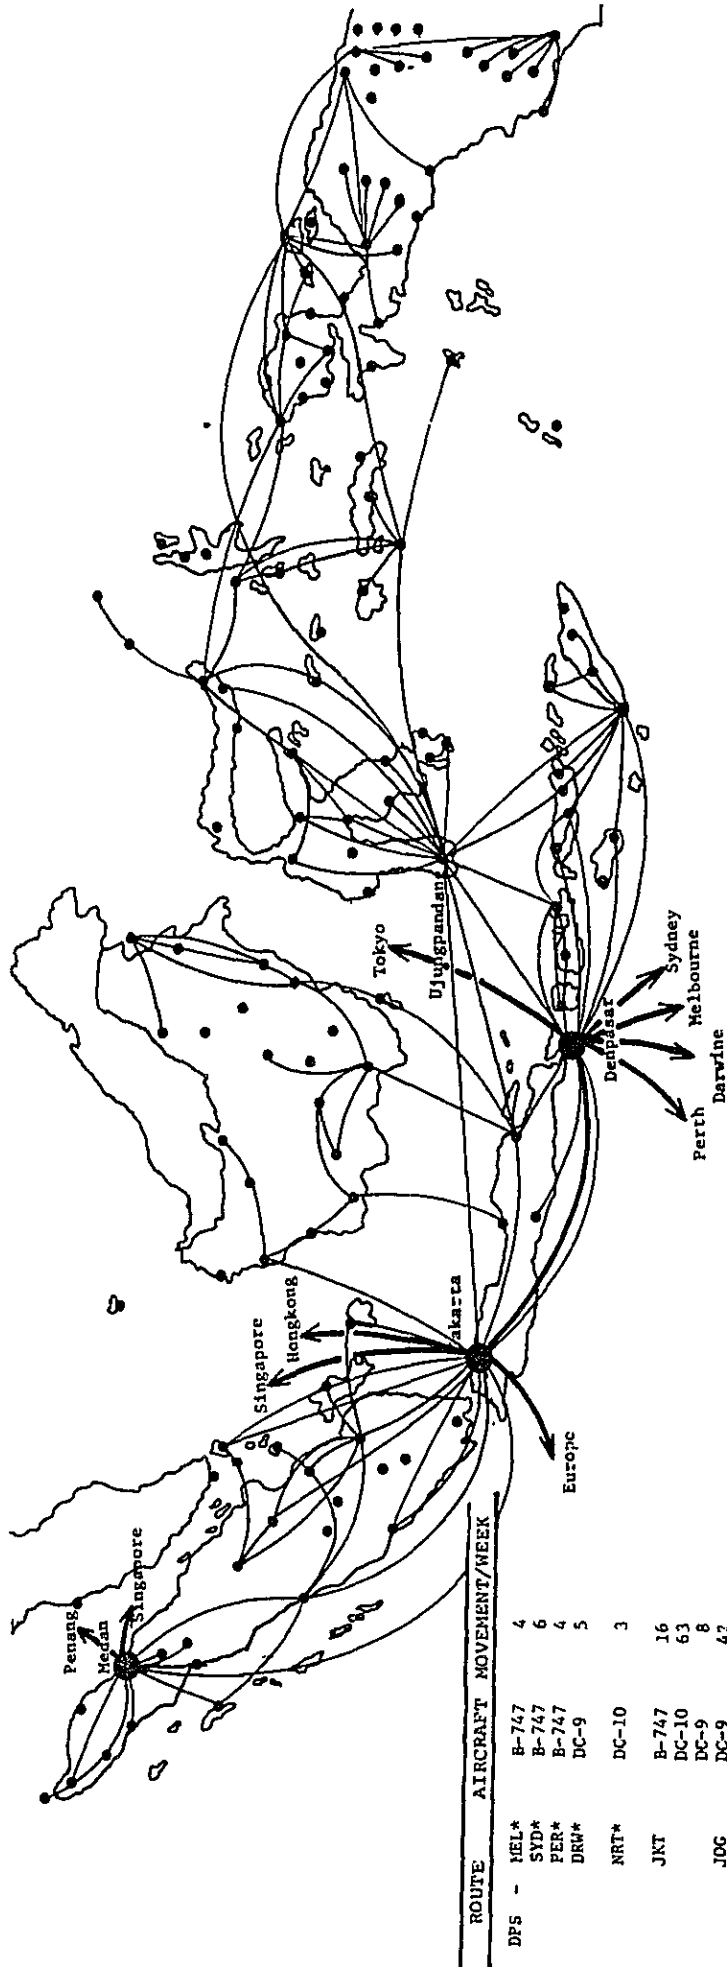 Penang
Medan
Singapore
Singapore
Hongkong
Jakarta
Europe
Tokyo
Ujungpandang
Denpasar
Perth
Darwine
Melbourne
Sydney
ROUTE AIRCRAFT MOVEMENT/WEEK
DPS - MEL* B-747 4
SYD* B-747 6
PER* B-747 4
DRW* DC-9 5
NRT* DC-10 3
JKT B-747 16
DC-10 63
DC-9 8
JOG DC-9